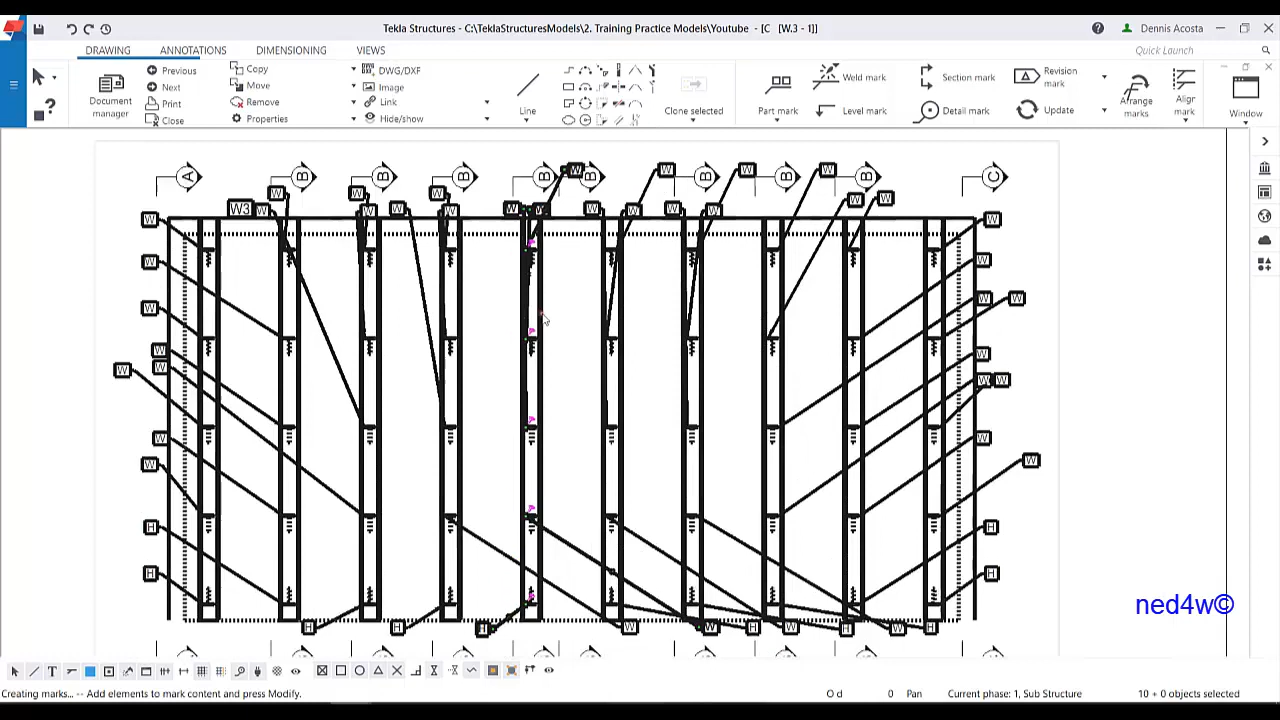 Tekla Structures - C:\TeklaStructuresModels\2. Training Practice Models\Youtube - [C [W.3 - 1]]
Dennis Acosta
DRAWING ANNOTATIONS DIMENSIONING VIEWS
Quick Launch
Document manager
Previous
Next
Print
Close
Copy
Move
Remove
Properties
DWG/DXF
Image
Link
Hide/show
Line
Clone selected
Part mark
Weld mark
Level mark
Section mark
Detail mark
Revision mark
Update
Arrange marks
Align mark
Window
A B B B B B B B B C
W W W W W
W W W W W W
W3 W W W W W W W W W W
W W
W W
W W W
W W
W
W W W
W W
W W
H H
H H
H H H W W H W H W H
ned4w©
Creating marks... -- Add elements to mark content and press Modify.
O d 0 Pan Current phase: 1, Sub Structure 10 + 0 objects selected